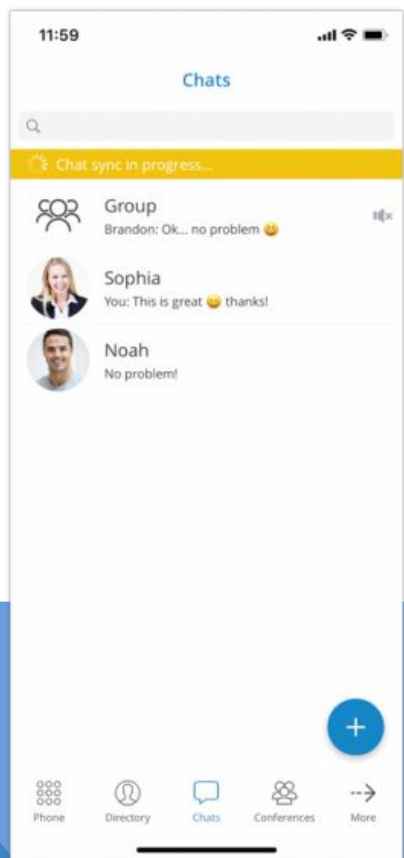 11:59
Chats
Chat sync in progress...
Group
Brandon: Ok... no problem 😃
Sophia
You: This is great 😄 thanks!
Noah
No problem!
+
Phone Directory Chats Conferences More